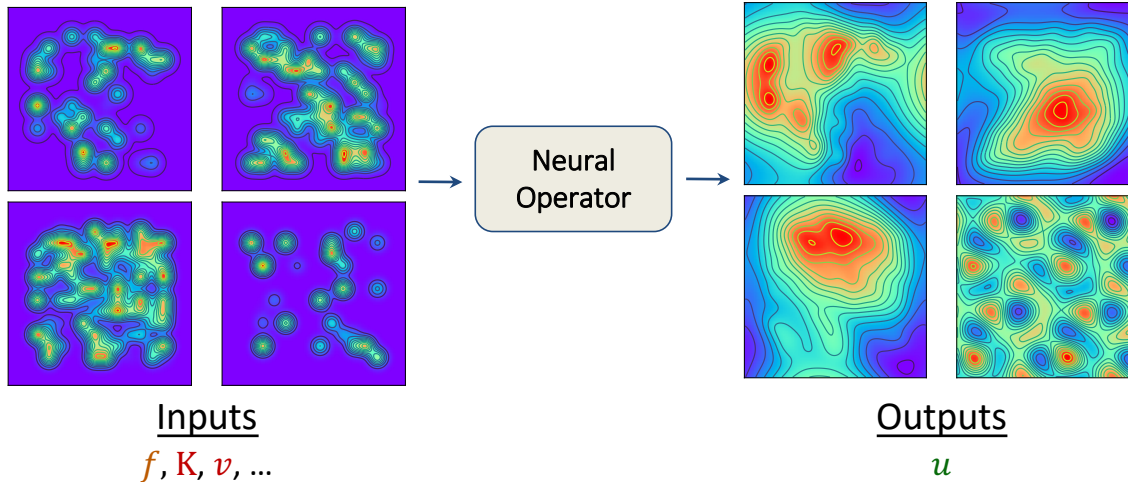 Neural
Operator
Inputs
f, K, v, ...
Outputs
u